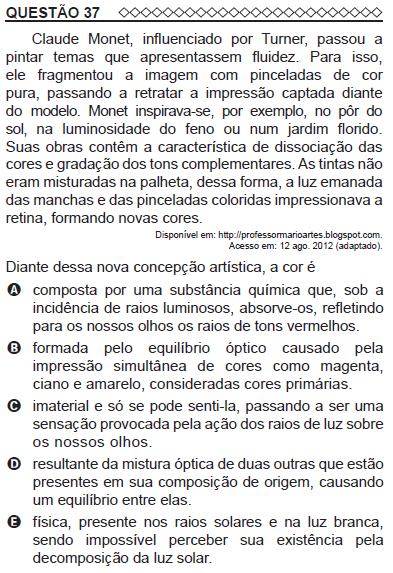 QUESTÃO 37
Claude Monet, influenciado por Turner, passou a
pintar temas que apresentassem fluidez. Para isso,
ele fragmentou a imagem com pinceladas de cor
pura, passando a retratar a impressão captada diante
do modelo. Monet inspirava-se, por exemplo, no pôr do
sol, na luminosidade do feno ou num jardim florido.
Suas obras contêm a característica de dissociação das
cores e gradação dos tons complementares. As tintas não
eram misturadas na palheta, dessa forma, a luz emanada
das manchas e das pinceladas coloridas impressionava a
retina, formando novas cores.
Disponível em: http://professormarioartes.blogspot.com.
Acesso em: 12 ago. 2012 (adaptado).
Diante dessa nova concepção artística, a cor é
A composta por uma substância química que, sob a
incidência de raios luminosos, absorve-os, refletindo
para os nossos olhos os raios de tons vermelhos.
B formada pelo equilíbrio óptico causado pela
impressão simultânea de cores como magenta,
ciano e amarelo, consideradas cores primárias.
C imaterial e só se pode senti-la, passando a ser uma
sensação provocada pela ação dos raios de luz sobre
os nossos olhos.
D resultante da mistura óptica de duas outras que estão
presentes em sua composição de origem, causando
um equilíbrio entre elas.
E física, presente nos raios solares e na luz branca,
sendo impossível perceber sua existência pela
decomposição da luz solar.